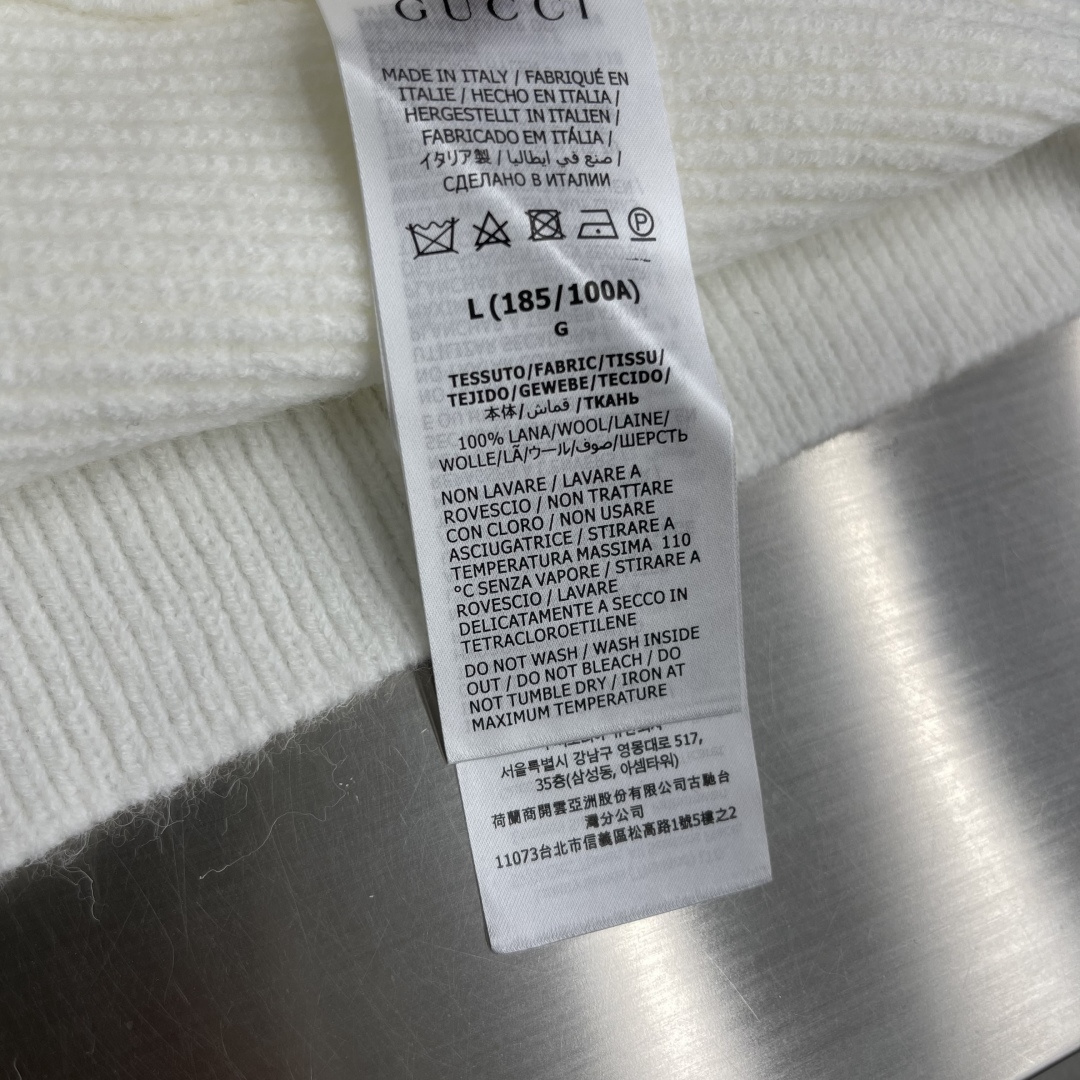 GUCCI
MADE IN ITALY / FABRIQUÉ EN
ITALIE / HECHO EN ITALIA /
HERGESTELLT IN ITALIEN /
FABRICADO EM ITÁLIA /
イタリア製 / صنع في ايطاليا /
СДЕЛАНО В ИТАЛИИ
P
L (185/100A)
G
TESSUTO/FABRIC/TISSU/
TEJIDO/GEWEBE/TECIDO/
本体/قماش /ТКАНЬ
100% LANA/WOOL/LAINE/
WOLLE/LÃ/ウール/صوف/ШЕРСТЬ
NON LAVARE / LAVARE A
ROVESCIO / NON TRATTARE
CON CLORO / NON USARE
ASCIUGATRICE / STIRARE A
TEMPERATURA MASSIMA 110
°C SENZA VAPORE / STIRARE A
ROVESCIO / LAVARE
DELICATAMENTE A SECCO IN
TETRACLOROETILENE
DO NOT WASH / WASH INSIDE
OUT / DO NOT BLEACH / DO
NOT TUMBLE DRY / IRON AT
MAXIMUM TEMPERATURE
서울특별시 강남구 영동대로 517,
35층(삼성동, 아셈타워)
荷蘭商開雲亞洲股份有限公司古馳台
灣分公司
11073台北市信義區松高路1號5樓之2